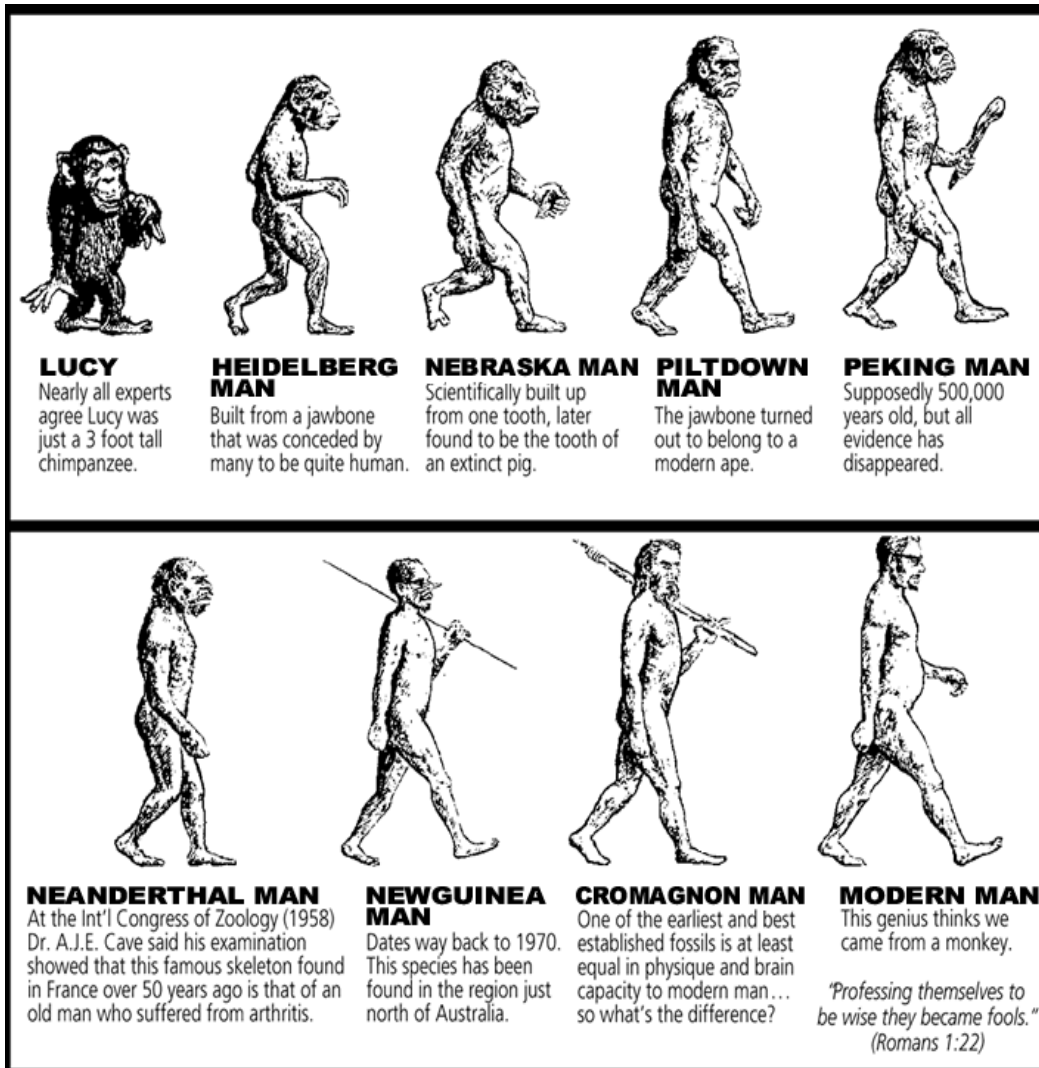 LUCY
Nearly all experts
agree Lucy was
just a 3 foot tall
chimpanzee.
HEIDELBERG
MAN
Built from a jawbone
that was conceded by
many to be quite human.
NEBRASKA MAN
Scientifically built up
from one tooth, later
found to be the tooth of
an extinct pig.
PILTDOWN
MAN
The jawbone turned
out to belong to a
modern ape.
PEKING MAN
Supposedly 500,000
years old, but all
evidence has
disappeared.
NEANDERTHAL MAN
At the Int'l Congress of Zoology (1958)
Dr. A.J.E. Cave said his examination
showed that this famous skeleton found
in France over 50 years ago is that of an
old man who suffered from arthritis.
NEWGUINEA
MAN
Dates way back to 1970.
This species has been
found in the region just
north of Australia.
CROMAGNON MAN
One of the earliest and best
established fossils is at least
equal in physique and brain
capacity to modern man…
so what's the difference?
MODERN MAN
This genius thinks we
came from a monkey.
"Professing themselves to
be wise they became fools."
(Romans 1:22)